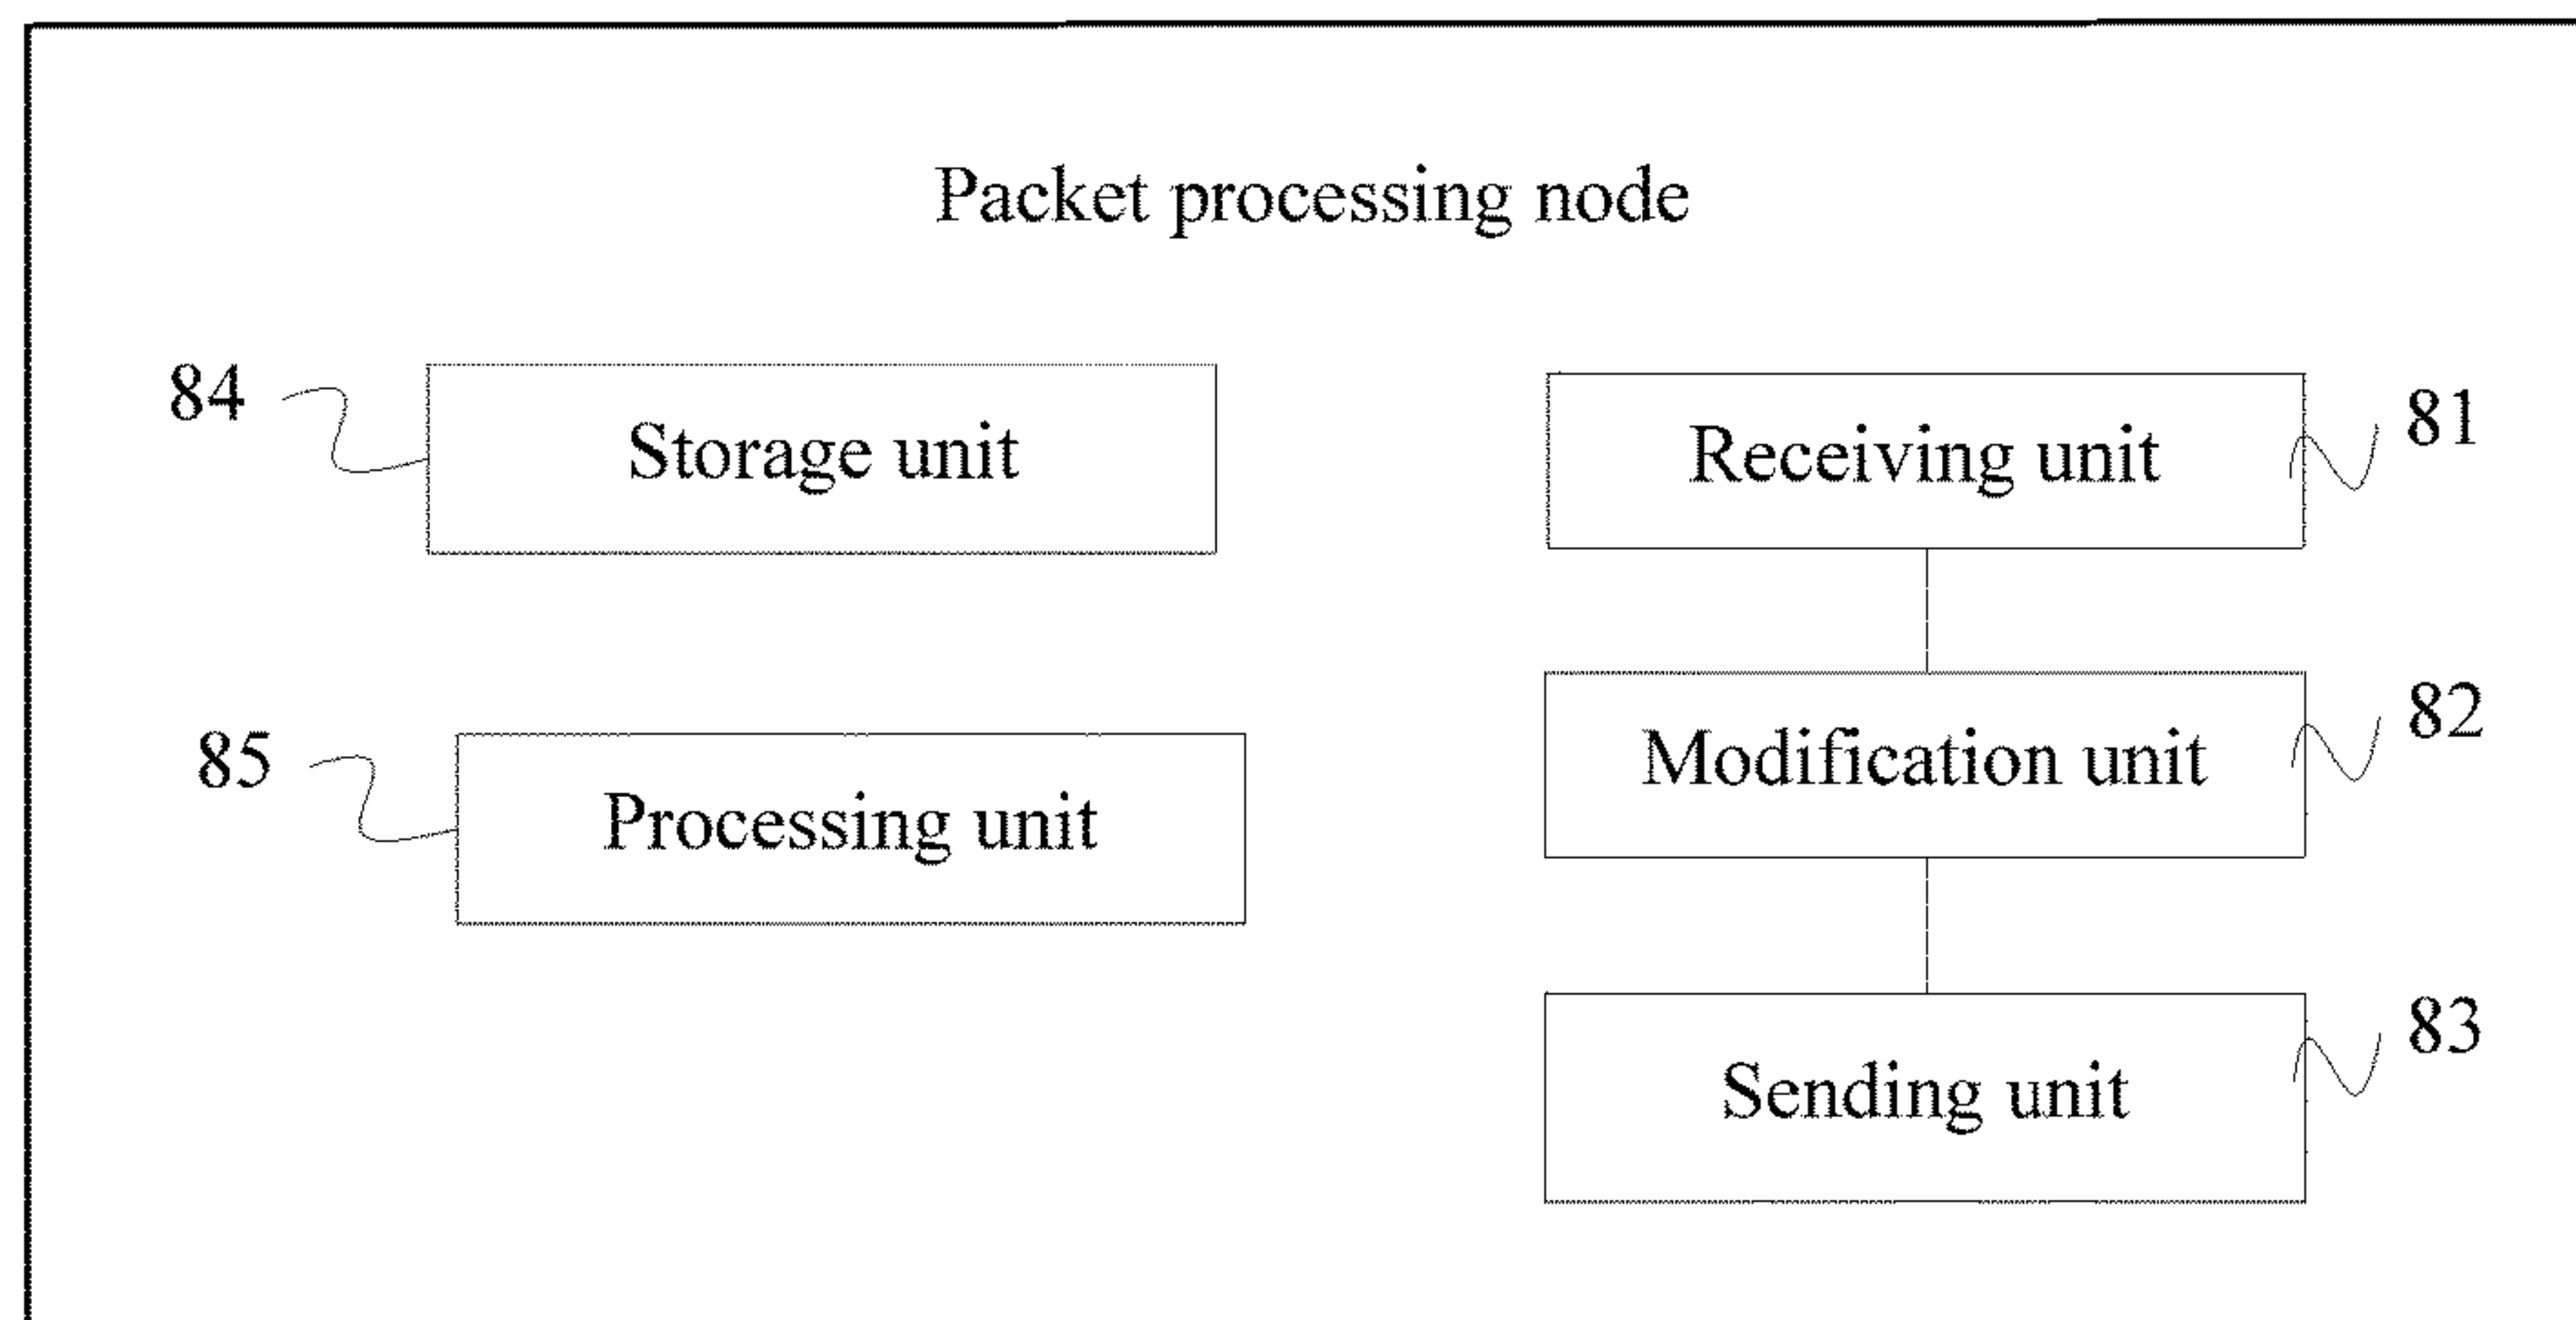 Packet processing node
84
Storage unit
Receiving unit
81
Modification unit
82
85
Processing unit
Sending unit
83